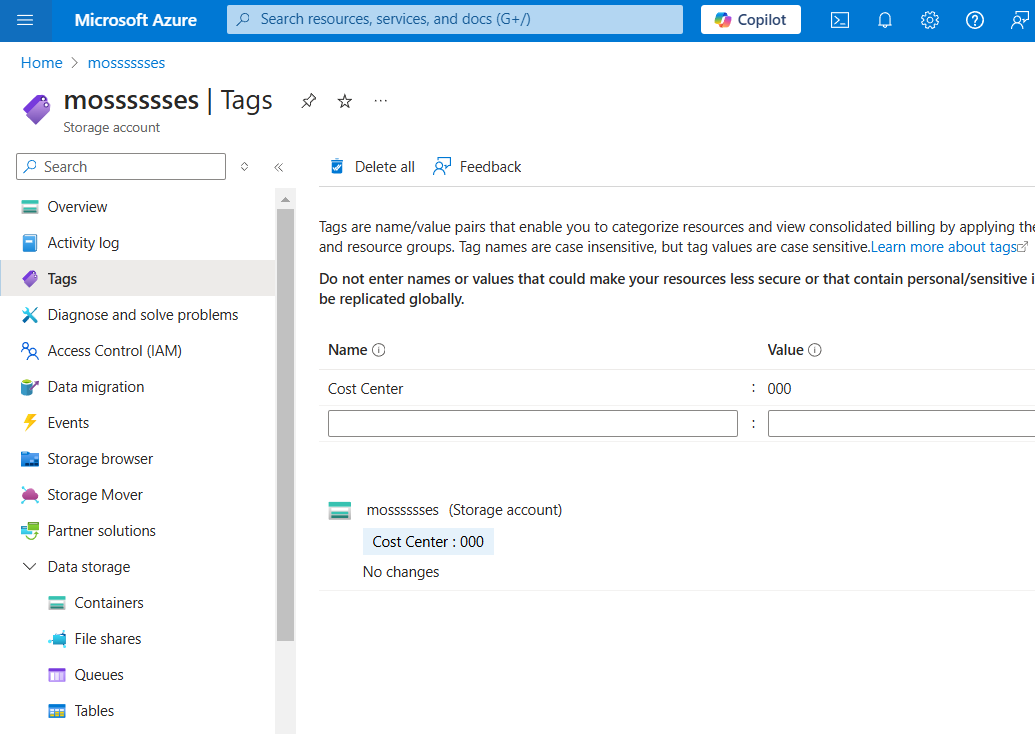 Microsoft Azure
Search resources, services, and docs (G+/)
Copilot
Home > mosssssses
mosssssses | Tags
Storage account
Search
Delete all
Feedback
Overview
Activity log
Tags
Diagnose and solve problems
Access Control (IAM)
Data migration
Events
Storage browser
Storage Mover
Partner solutions
Data storage
Containers
File shares
Queues
Tables
Tags are name/value pairs that enable you to categorize resources and view consolidated billing by applying the
and resource groups. Tag names are case insensitive, but tag values are case sensitive.Learn more about tags
Do not enter names or values that could make your resources less secure or that contain personal/sensitive i
be replicated globally.
Name Value
Cost Center : 000
:
mosssssses (Storage account)
Cost Center : 000
No changes